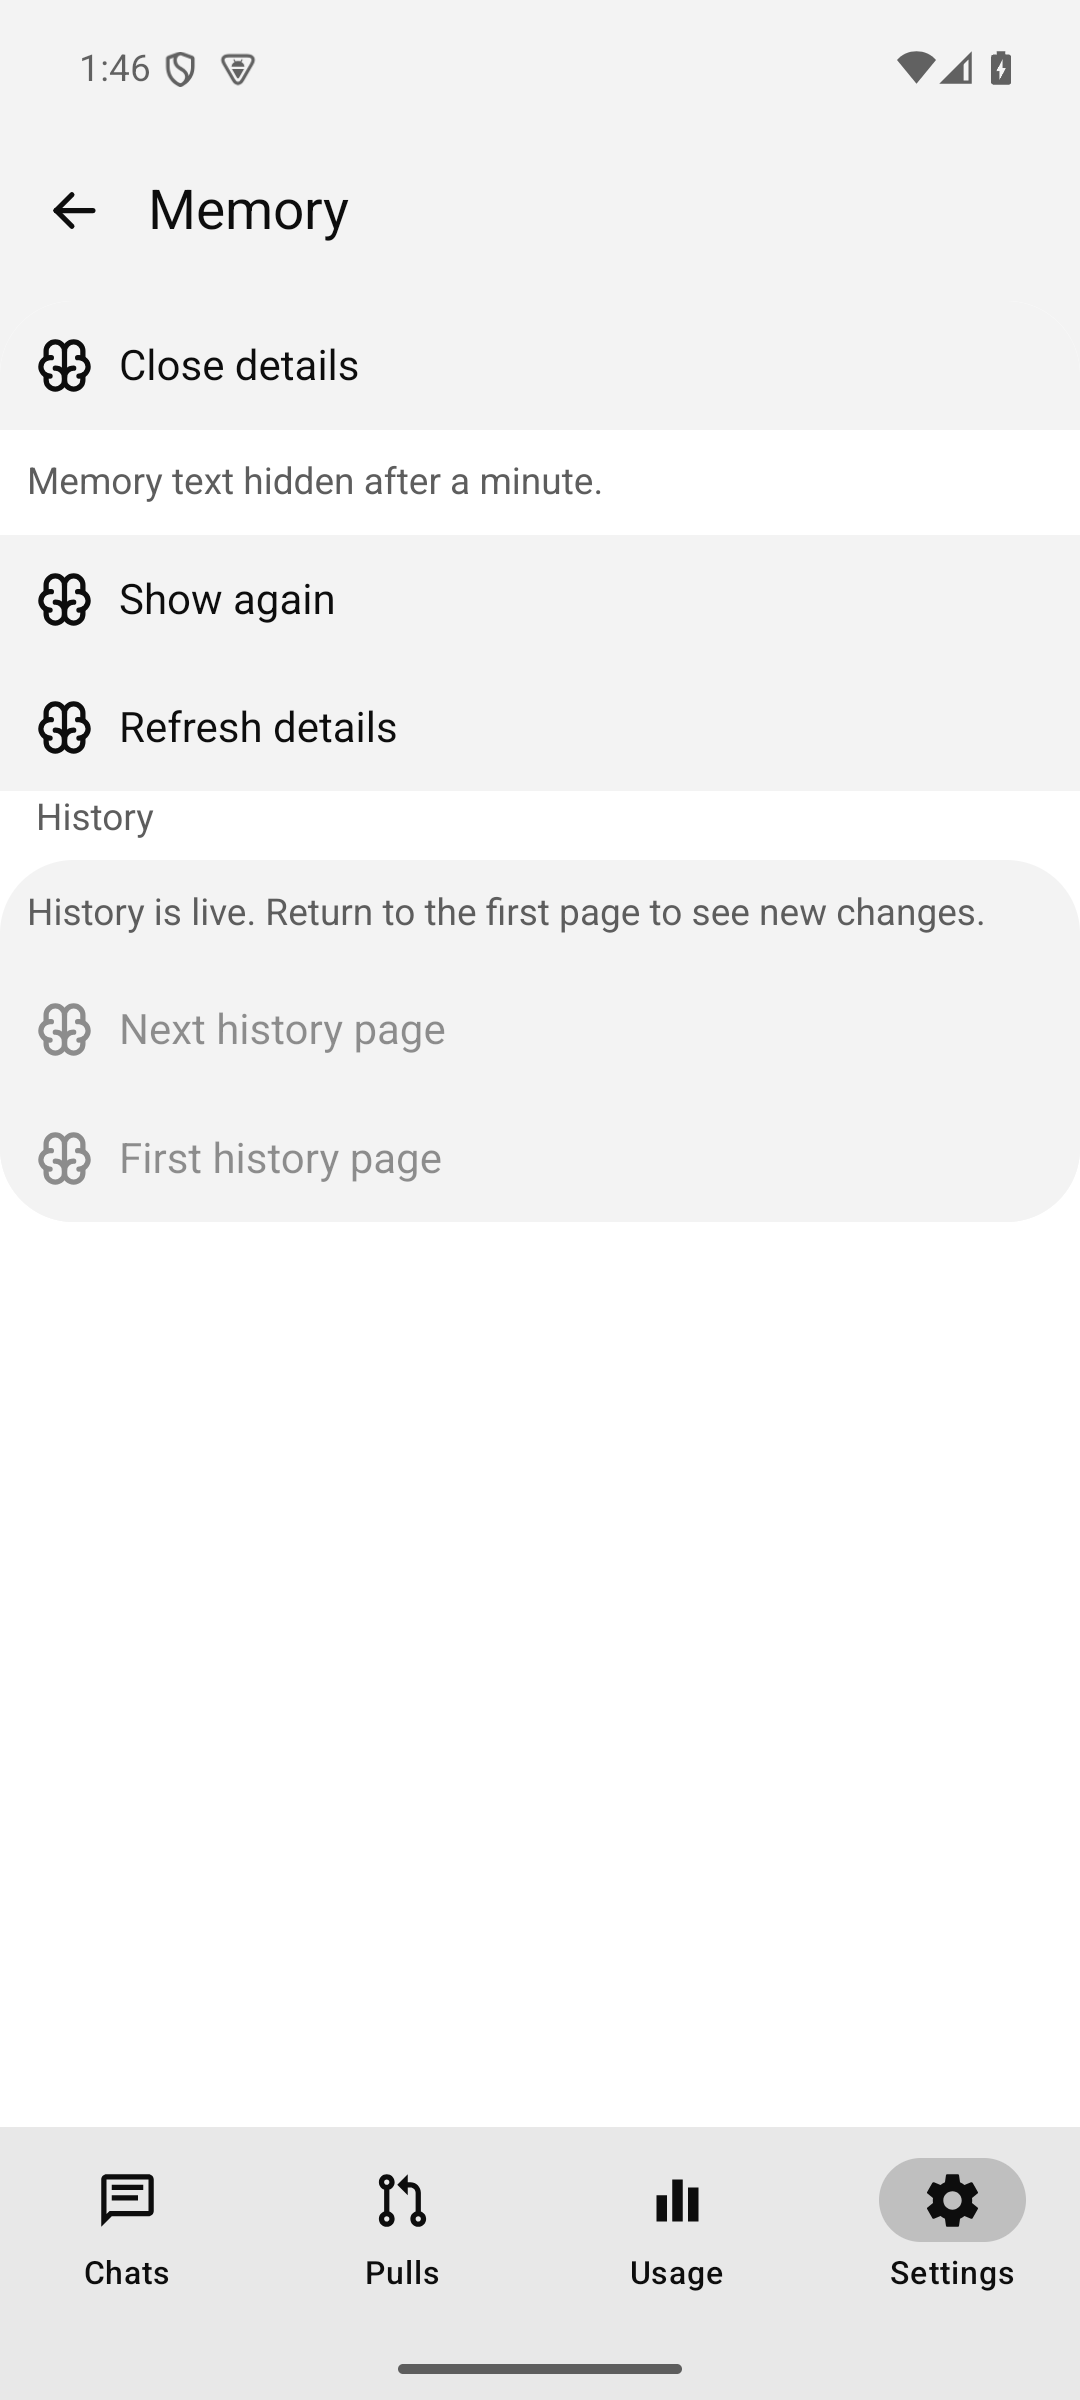 1:46
Memory
Close details
Memory text hidden after a minute.
Show again
Refresh details
History
History is live. Return to the first page to see new changes.
Next history page
First history page
Chats
Pulls
Usage
Settings